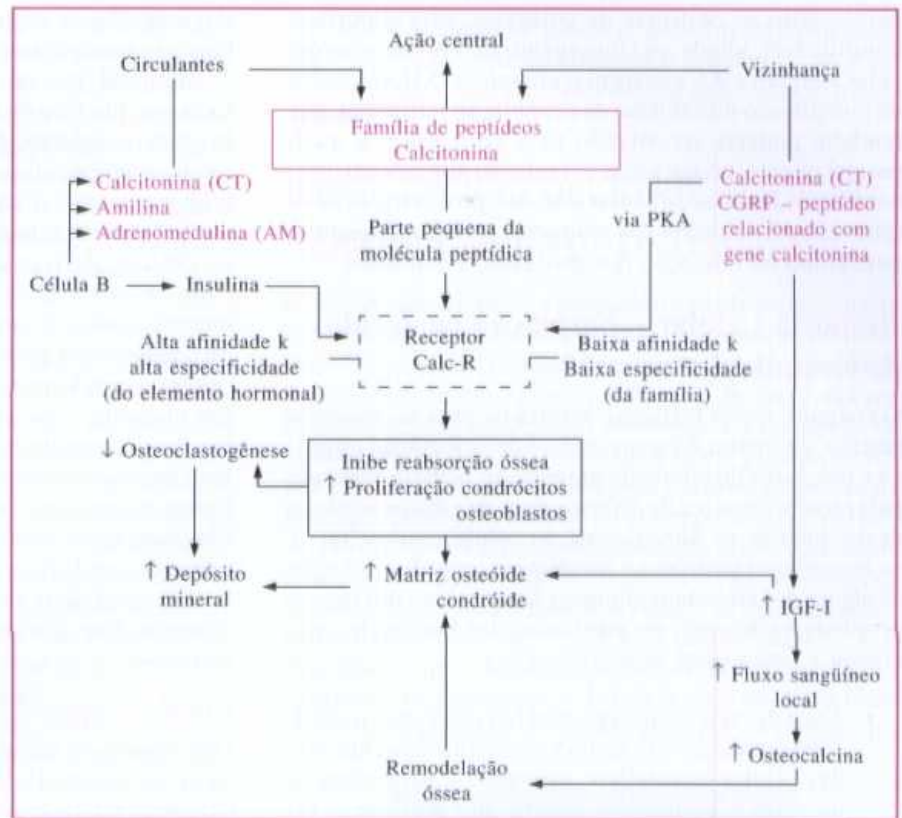 Ação central
Circulantes
Vizinhança
Família de peptídeos
Calcitonina
Calcitonina (CT)
Amilina
Adrenomedulina (AM)
Parte pequena da
molécula peptídica
via PKA
Calcitonina (CT)
CGRP – peptídeo
relacionado com
gene calcitonina
Célula B
Insulina
Receptor
Calc-R
Alta afinidade k
alta especificidade
(do elemento hormonal)
Baixa afinidade k
Baixa especificidade
(da família)
↓ Osteoclastogênese
Inibe reabsorção óssea
↑ Proliferação condrócitos
osteoblastos
↑ Depósito
mineral
↑ Matriz osteóide
condróide
↑ IGF-I
↑ Fluxo sangüíneo
local
↑ Osteocalcina
Remodelação
óssea